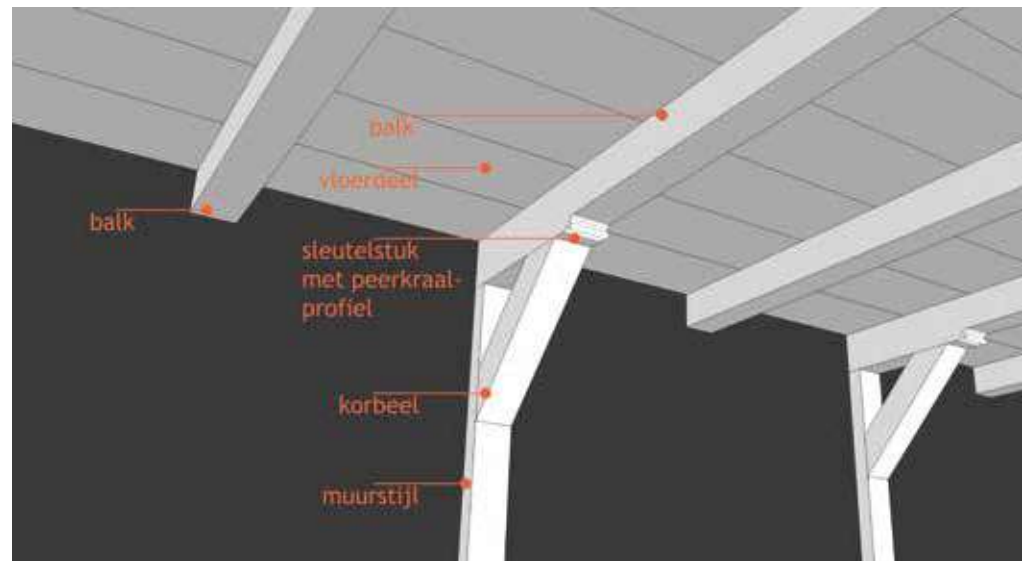 balk
vloerdeel
balk
sleutelstuk
met peerkraal-
profiel
korbeel
muurstijl